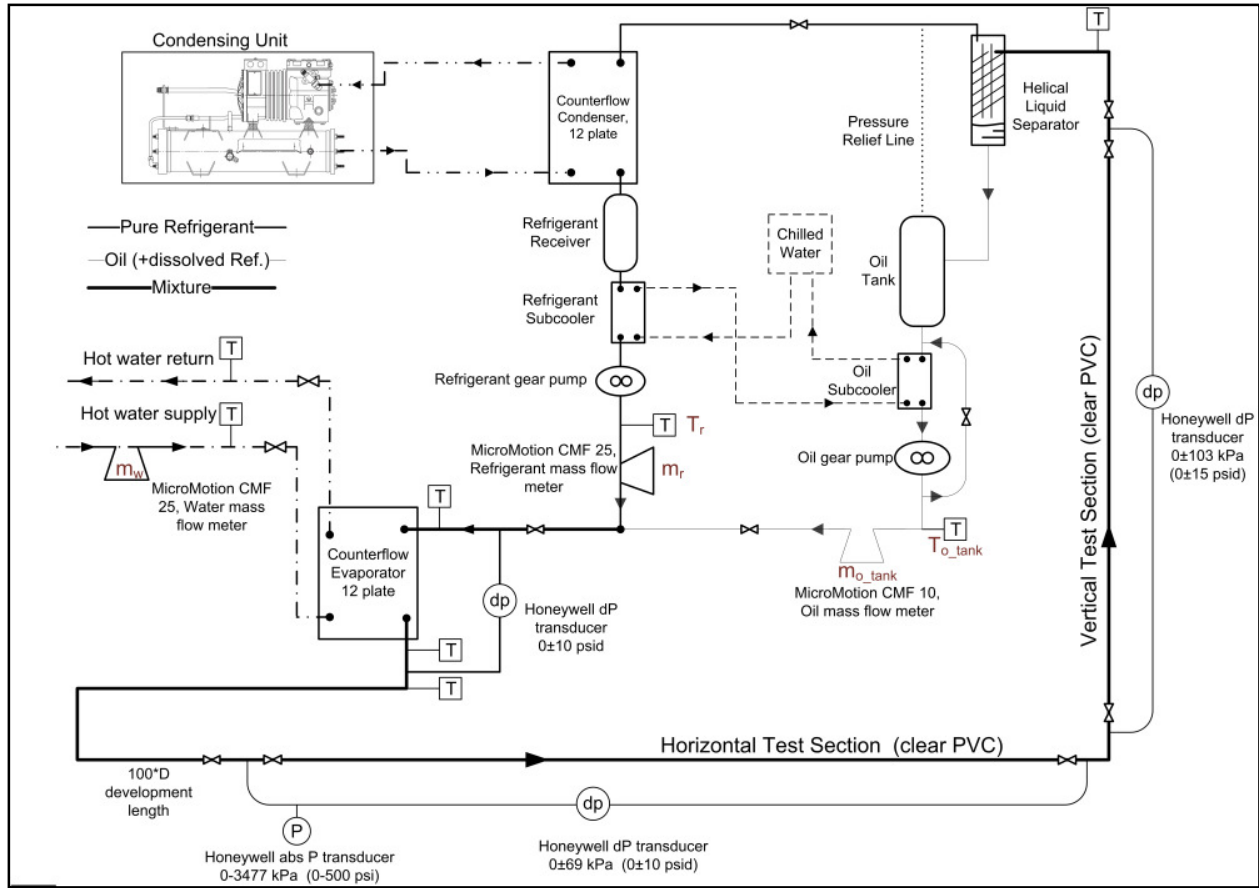 Condensing Unit
T
Counterflow
Condenser,
12 plate
Helical
Liquid
Separator
Pressure
Relief Line
Pure Refrigerant
Oil (+dissolved Ref.)
Mixture
Refrigerant
Receiver
Chilled
Water
Oil
Tank
Refrigerant
Subcooler
Hot water return
T
Oil
Subcooler
Refrigerant gear pump
Hot water supply
T
dp
Honeywell dP
transducer
0±103 kPa
(0±15 psid)
T
Tr
MicroMotion CMF 25,
Refrigerant mass flow
meter
mr
Oil gear pump
mw
MicroMotion CMF
25, Water mass
flow meter
T
T
To_tank
mo_tank
MicroMotion CMF 10,
Oil mass flow meter
Counterflow
Evaporator
12 plate
dp
Honeywell dP
transducer
0±10 psid
T
T
Vertical Test Section (clear PVC)
Horizontal Test Section (clear PVC)
100*D
development
length
dp
P
Honeywell abs P transducer
0-3477 kPa (0-500 psi)
Honeywell dP transducer
0±69 kPa (0±10 psid)